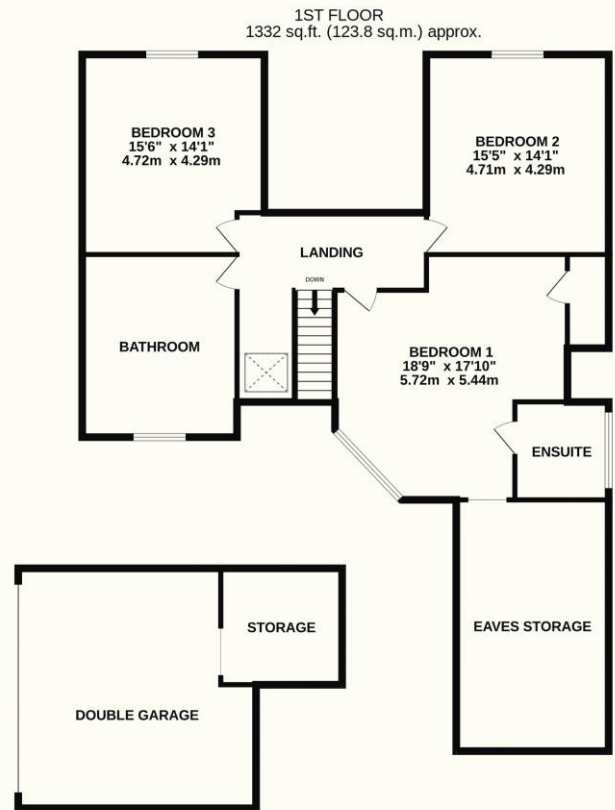 1ST FLOOR
1332 sq.ft. (123.8 sq.m.) approx.
BEDROOM 3
15'6" x 14'1"
4.72m x 4.29m
BEDROOM 2
15'5" x 14'1"
4.71m x 4.29m
LANDING
DOWN
BATHROOM
BEDROOM 1
18'9" x 17'10"
5.72m x 5.44m
ENSUITE
EAVES STORAGE
STORAGE
DOUBLE GARAGE